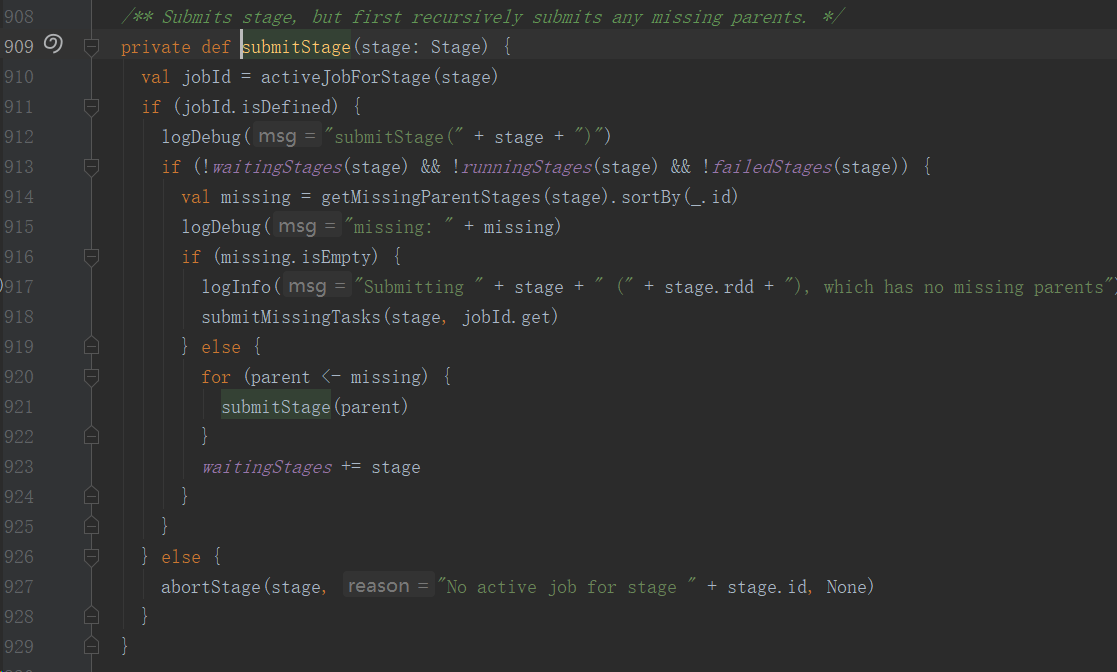 908 /** Submits stage, but first recursively submits any missing parents. */
909 private def submitStage(stage: Stage) {
910 val jobId = activeJobForStage(stage)
911 if (jobId.isDefined) {
912 logDebug( msg = "submitStage(" + stage + ")")
913 if (!waitingStages(stage) && !runningStages(stage) && !failedStages(stage)) {
914 val missing = getMissingParentStages(stage).sortBy(_.id)
915 logDebug( msg = "missing: " + missing)
916 if (missing.isEmpty) {
917 logInfo( msg = "Submitting " + stage + " (" + stage.rdd + "), which has no missing parents")
918 submitMissingTasks(stage, jobId.get)
919 } else {
920 for (parent <- missing) {
921 submitStage(parent)
922 }
923 waitingStages += stage
924 }
925 }
926 } else {
927 abortStage(stage, reason = "No active job for stage " + stage.id, None)
928 }
929 }